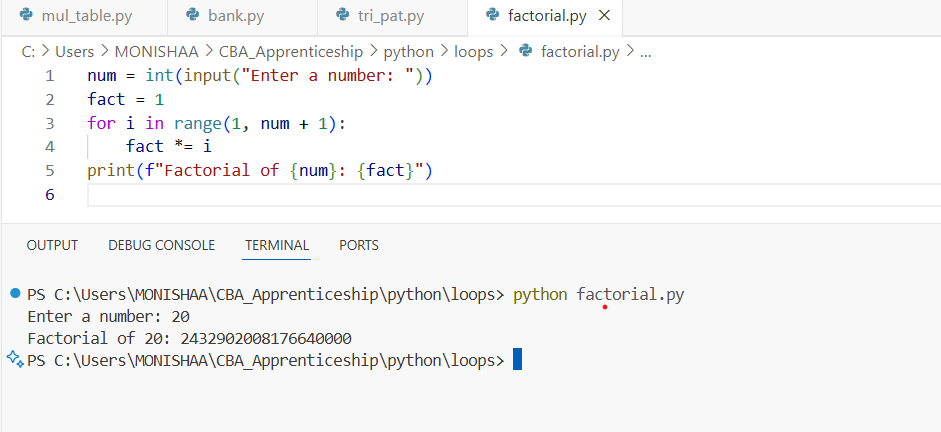 mul_table.py bank.py tri_pat.py factorial.py
C: > Users > MONISHAA > CBA_Apprenticeship > python > loops > factorial.py > ...
1 num = int(input("Enter a number: "))
2 fact = 1
3 for i in range(1, num + 1):
4     fact *= i
5 print(f"Factorial of {num}: {fact}")
6
OUTPUT DEBUG CONSOLE TERMINAL PORTS
PS C:\Users\MONISHAA\CBA_Apprenticeship\python\loops> python factorial.py
Enter a number: 20
Factorial of 20: 2432902008176640000
PS C:\Users\MONISHAA\CBA_Apprenticeship\python\loops>